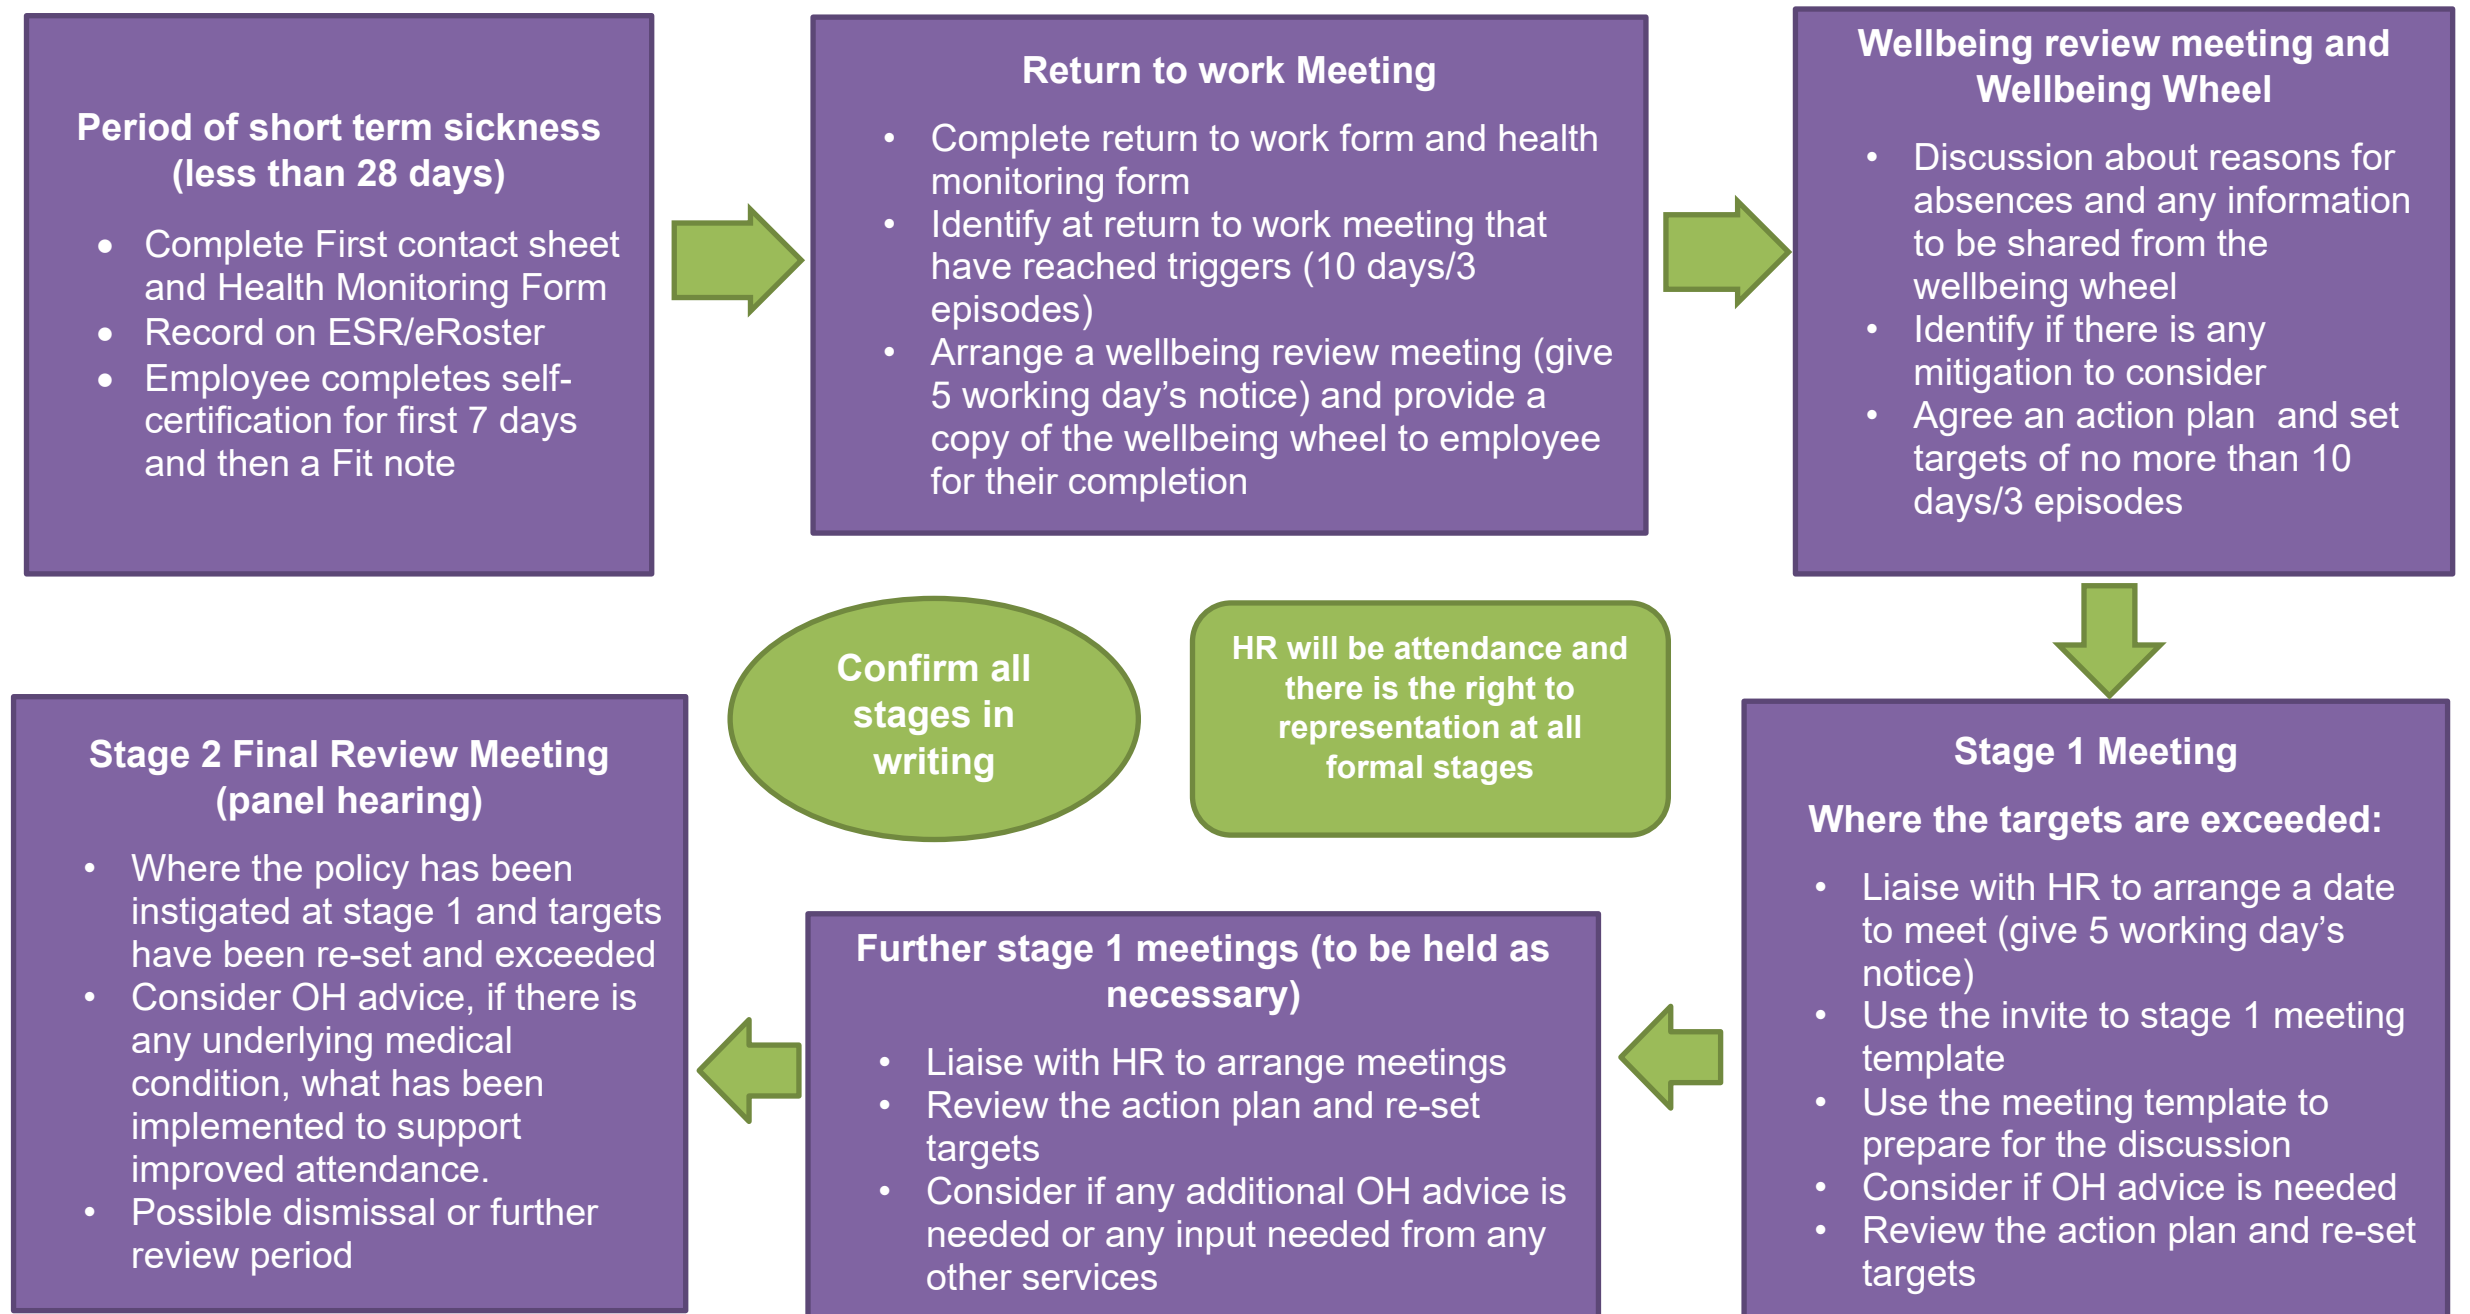 Period of short term sickness
(less than 28 days)
• Complete First contact sheet
and Health Monitoring Form
• Record on ESR/eRoster
• Employee completes self-
certification for first 7 days
and then a Fit note
Return to work Meeting
• Complete return to work form and health
monitoring form
• Identify at return to work meeting that
have reached triggers (10 days/3
episodes)
• Arrange a wellbeing review meeting (give
5 working day’s notice) and provide a
copy of the wellbeing wheel to employee
for their completion
Wellbeing review meeting and
Wellbeing Wheel
• Discussion about reasons for
absences and any information
to be shared from the
wellbeing wheel
• Identify if there is any
mitigation to consider
• Agree an action plan  and set
targets of no more than 10
days/3 episodes
Confirm all
stages in
writing
HR will be attendance and
there is the right to
representation at all
formal stages
Stage 1 Meeting
Where the targets are exceeded:
• Liaise with HR to arrange a date
to meet (give 5 working day’s
notice)
• Use the invite to stage 1 meeting
template
• Use the meeting template to
prepare for the discussion
• Consider if OH advice is needed
• Review the action plan and re-set
targets
Further stage 1 meetings (to be held as
necessary)
• Liaise with HR to arrange meetings
• Review the action plan and re-set
targets
• Consider if any additional OH advice is
needed or any input needed from any
other services
Stage 2 Final Review Meeting
(panel hearing)
• Where the policy has been
instigated at stage 1 and targets
have been re-set and exceeded
• Consider OH advice, if there is
any underlying medical
condition, what has been
implemented to support
improved attendance.
• Possible dismissal or further
review period